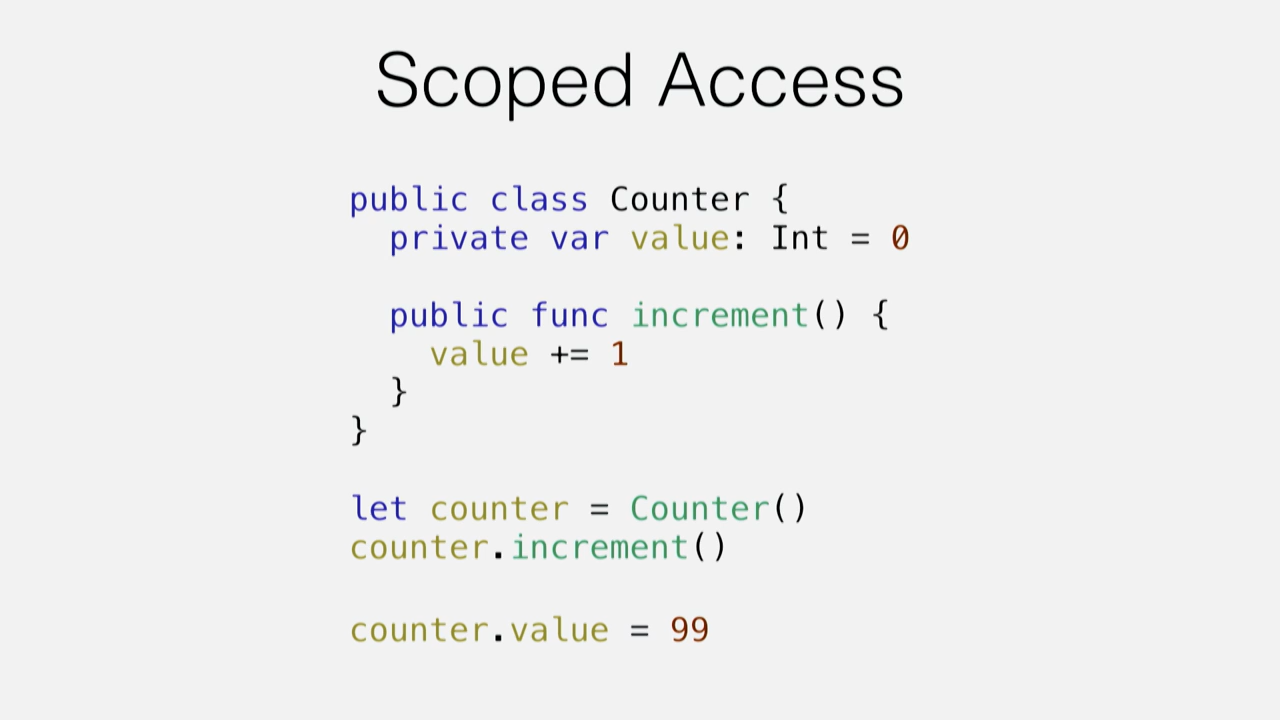 Scoped Access
public class Counter {
  private var value: Int = 0
  public func increment() {
    value += 1
  }
}
let counter = Counter()
counter.increment()
counter.value = 99